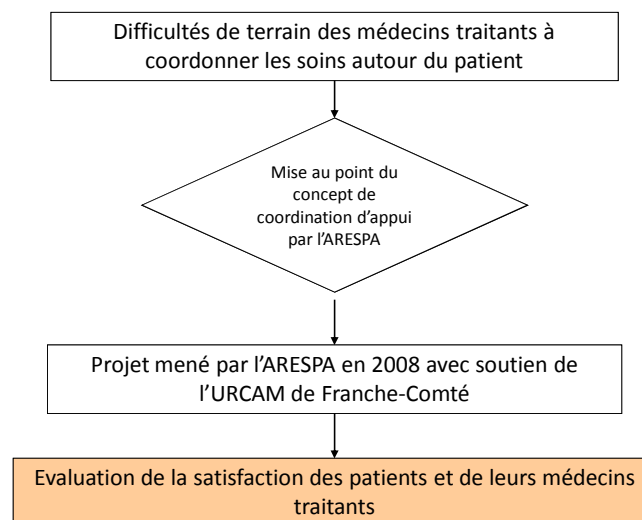 Difficultés de terrain des médecins traitants à
coordonner les soins autour du patient
Mise au point du
concept de
coordination d'appui
par l'ARESPA
Projet mené par l'ARESPA en 2008 avec soutien de
l'URCAM de Franche-Comté
Evaluation de la satisfaction des patients et de leurs médecins
traitants